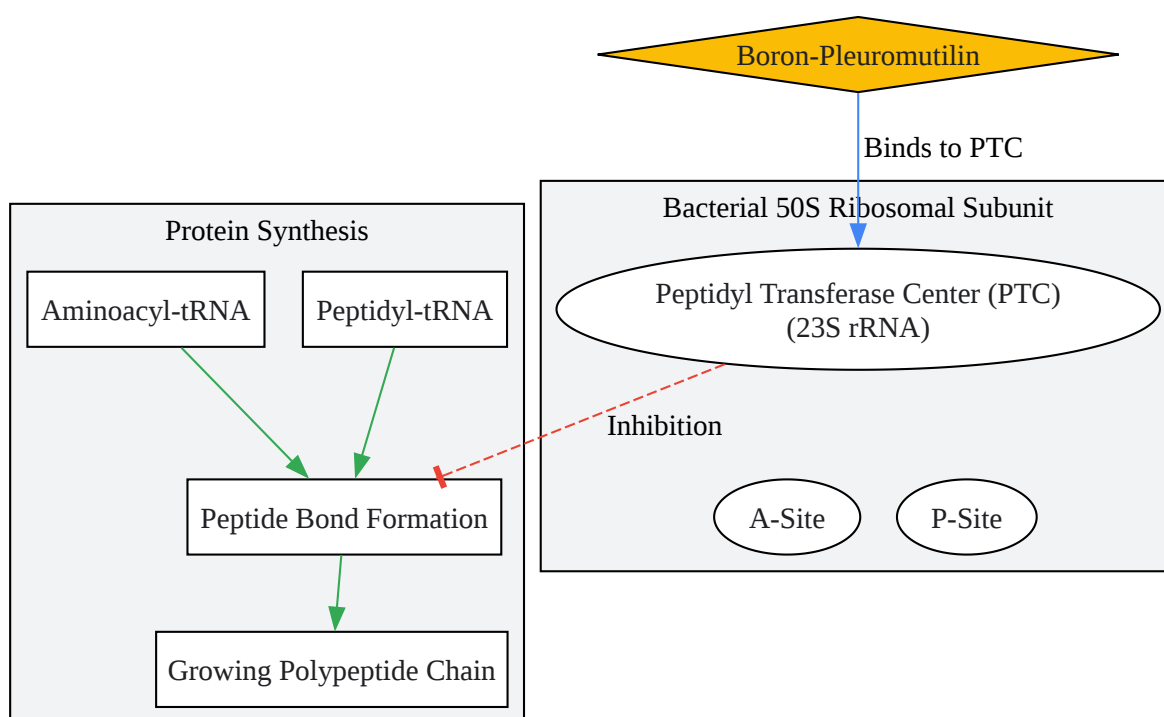 Boron-Pleuromutilin
Binds to PTC
Bacterial 50S Ribosomal Subunit
Peptidyl Transferase Center (PTC)
(23S rRNA)
Inhibition
A-Site
P-Site
Protein Synthesis
Aminoacyl-tRNA
Peptidyl-tRNA
Peptide Bond Formation
Growing Polypeptide Chain